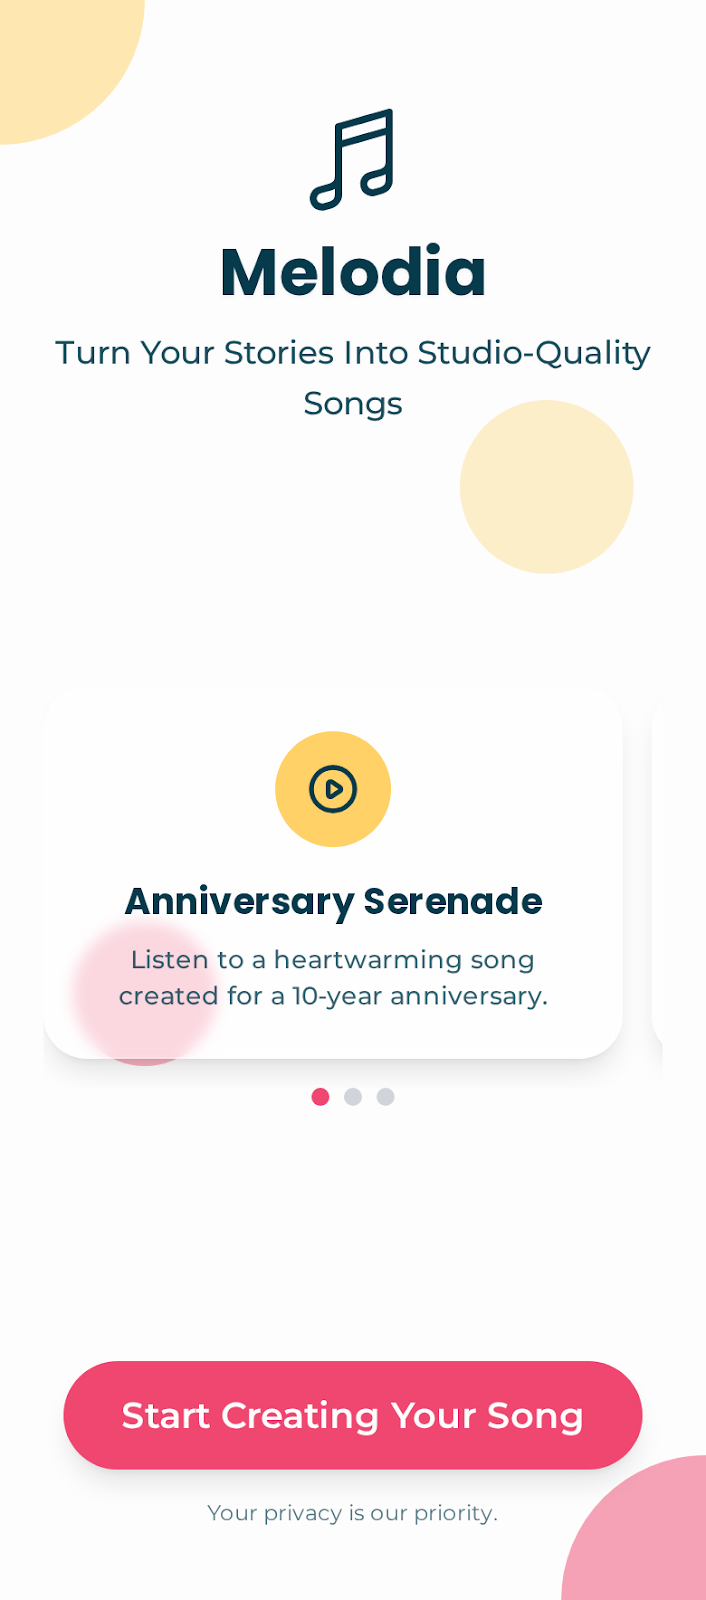 Melodia
Turn Your Stories Into Studio-Quality
Songs
Anniversary Serenade
Listen to a heartwarming song
created for a 10-year anniversary.
Start Creating Your Song
Your privacy is our priority.